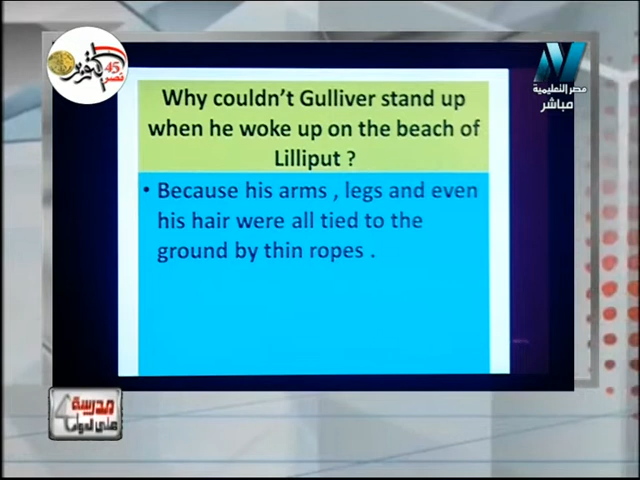 أكتوبر
45
نصر
مصر التعليمية
مباشر
Why couldn't Gulliver stand up
when he woke up on the beach of
Lilliput ?
• Because his arms , legs and even
his hair were all tied to the
ground by thin ropes .
مدرسة
على الهواء